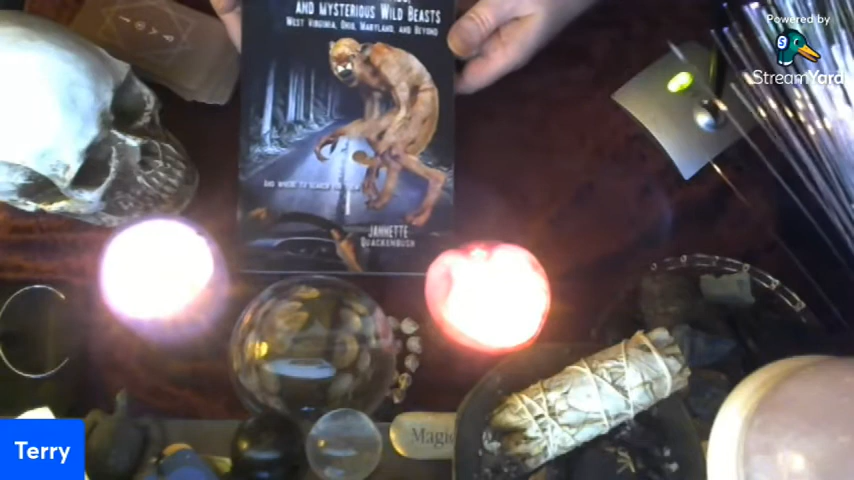 Powered by
StreamYard
AND MYSTERIOUS WILD BEASTS
WEST VIRGINIA, OHIO, MARYLAND, AND BEYOND
AND WHERE TO SEARCH FOR THEM
JANNETTE
QUACKENBUSH
Magic
Terry